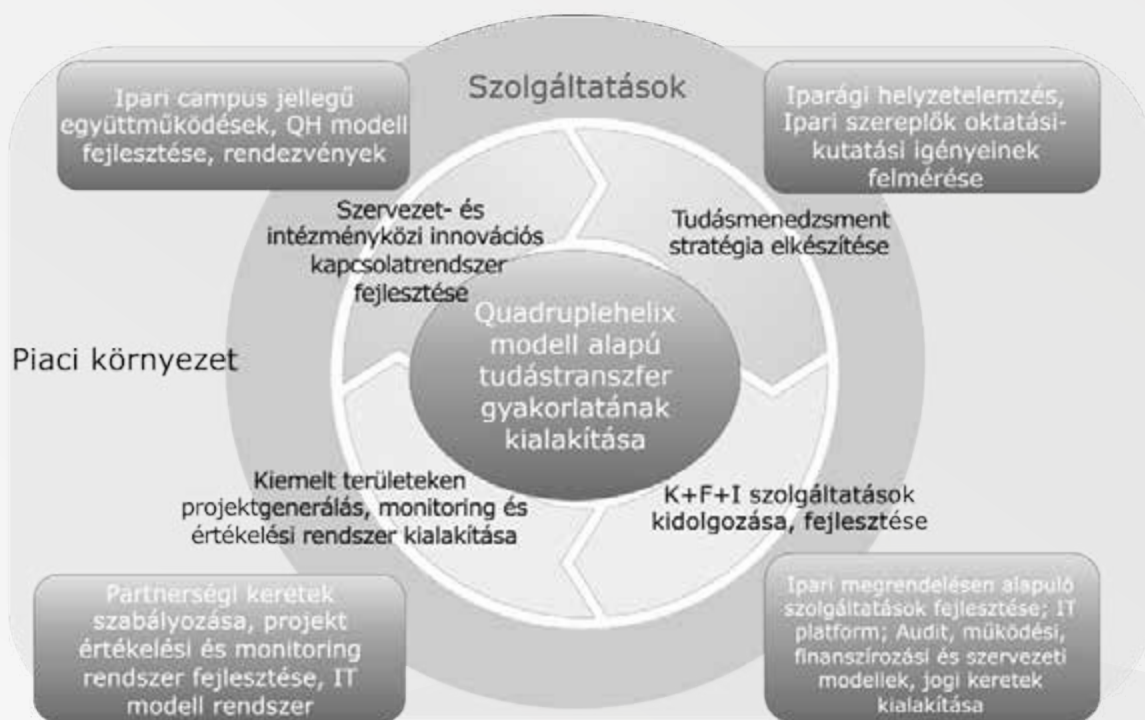 Szolgáltatások
Ipari campus jellegű
együttműködések, QH modell
fejlesztése, rendezvények
Iparági helyzetelemzés,
Ipari szereplők oktatási-
kutatási igényeinek
felmérése
Szervezet- és
intézményközi innovációs
kapcsolatrendszer
fejlesztése
Tudásmenedzsment
stratégia elkészítése
Quadruplehelix
modell alapú
tudástranszfer
gyakorlatának
kialakítása
Piaci környezet
Kiemelt területeken
projektgenerálás, monitoring és
értékelési rendszer kialakítása
K+F+I szolgáltatások
kidolgozása, fejlesztése
Partnerségi keretek
szabályozása, projekt
értékelési és monitoring
rendszer fejlesztése, IT
modell rendszer
Ipari megrendelésen alapuló
szolgáltatások fejlesztése; IT
platform; Audit, működési,
finanszírozási és szervezeti
modellek, jogi keretek
kialakítása